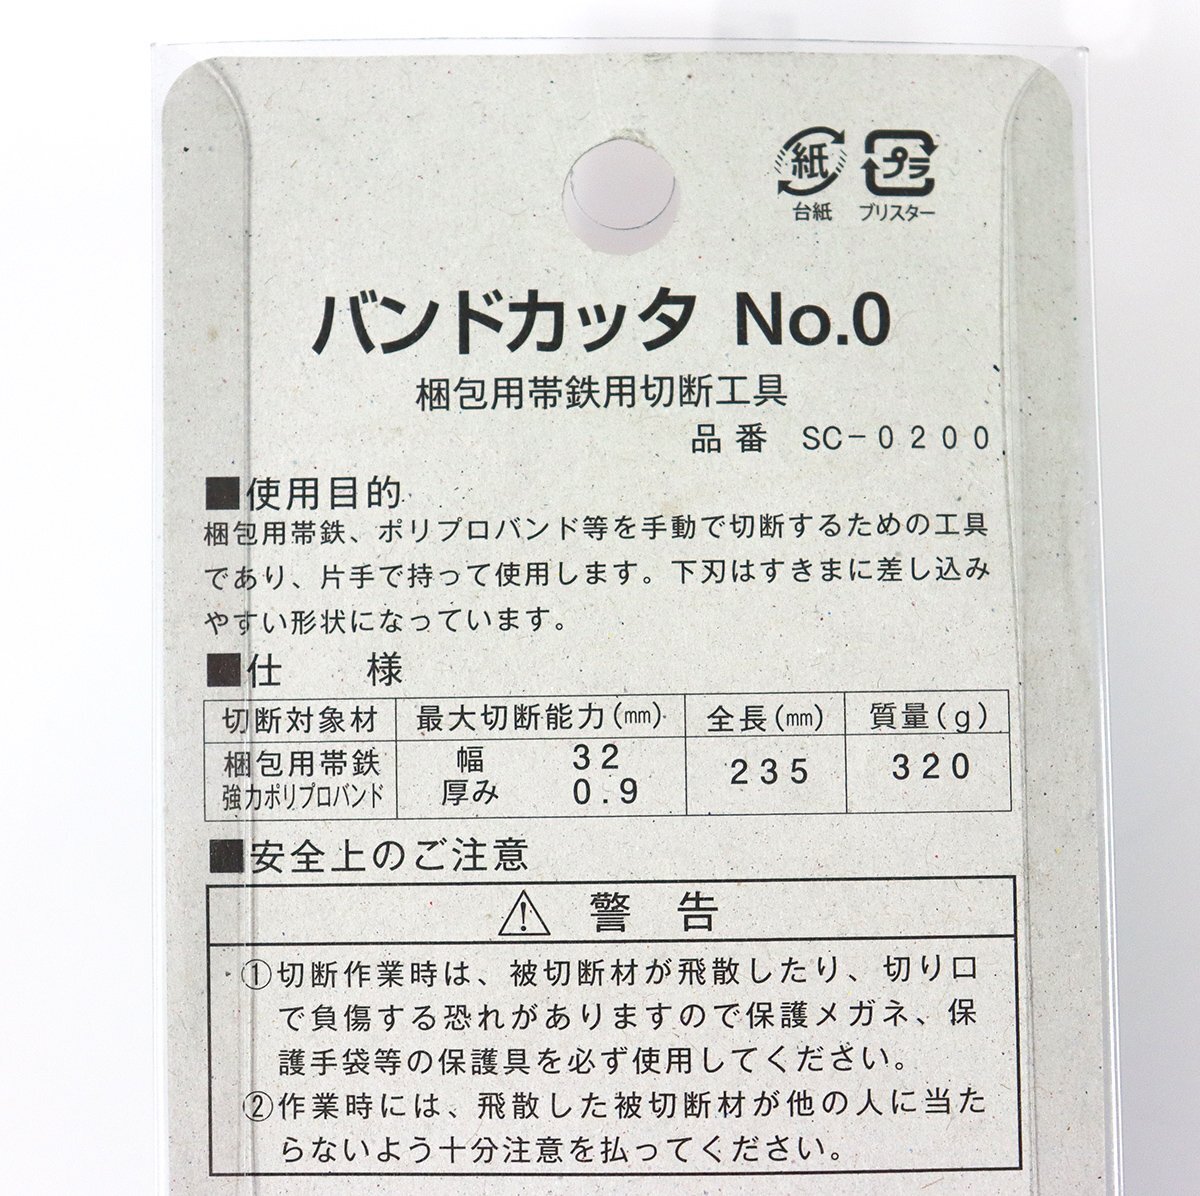 紙 プラ
台紙 ブリスター
バンドカッタ No.0
梱包用帯鉄用切断工具
品番 SC-0200
■使用目的
梱包用帯鉄、ポリプロバンド等を手動で切断するための工具
であり、片手で持って使用します。下刃はすきまに差し込み
やすい形状になっています。
■仕 様
切断対象材 最大切断能力(㎜) 全長(㎜) 質量(g)
梱包用帯鉄 幅 32 235 320
強力ポリプロバンド 厚み 0.9
■安全上のご注意
⚠ 警 告
①切断作業時は、被切断材が飛散したり、切り口
で負傷する恐れがありますので保護メガネ、保
護手袋等の保護具を必ず使用してください。
②作業時には、飛散した被切断材が他の人に当た
らないよう十分注意を払ってください。